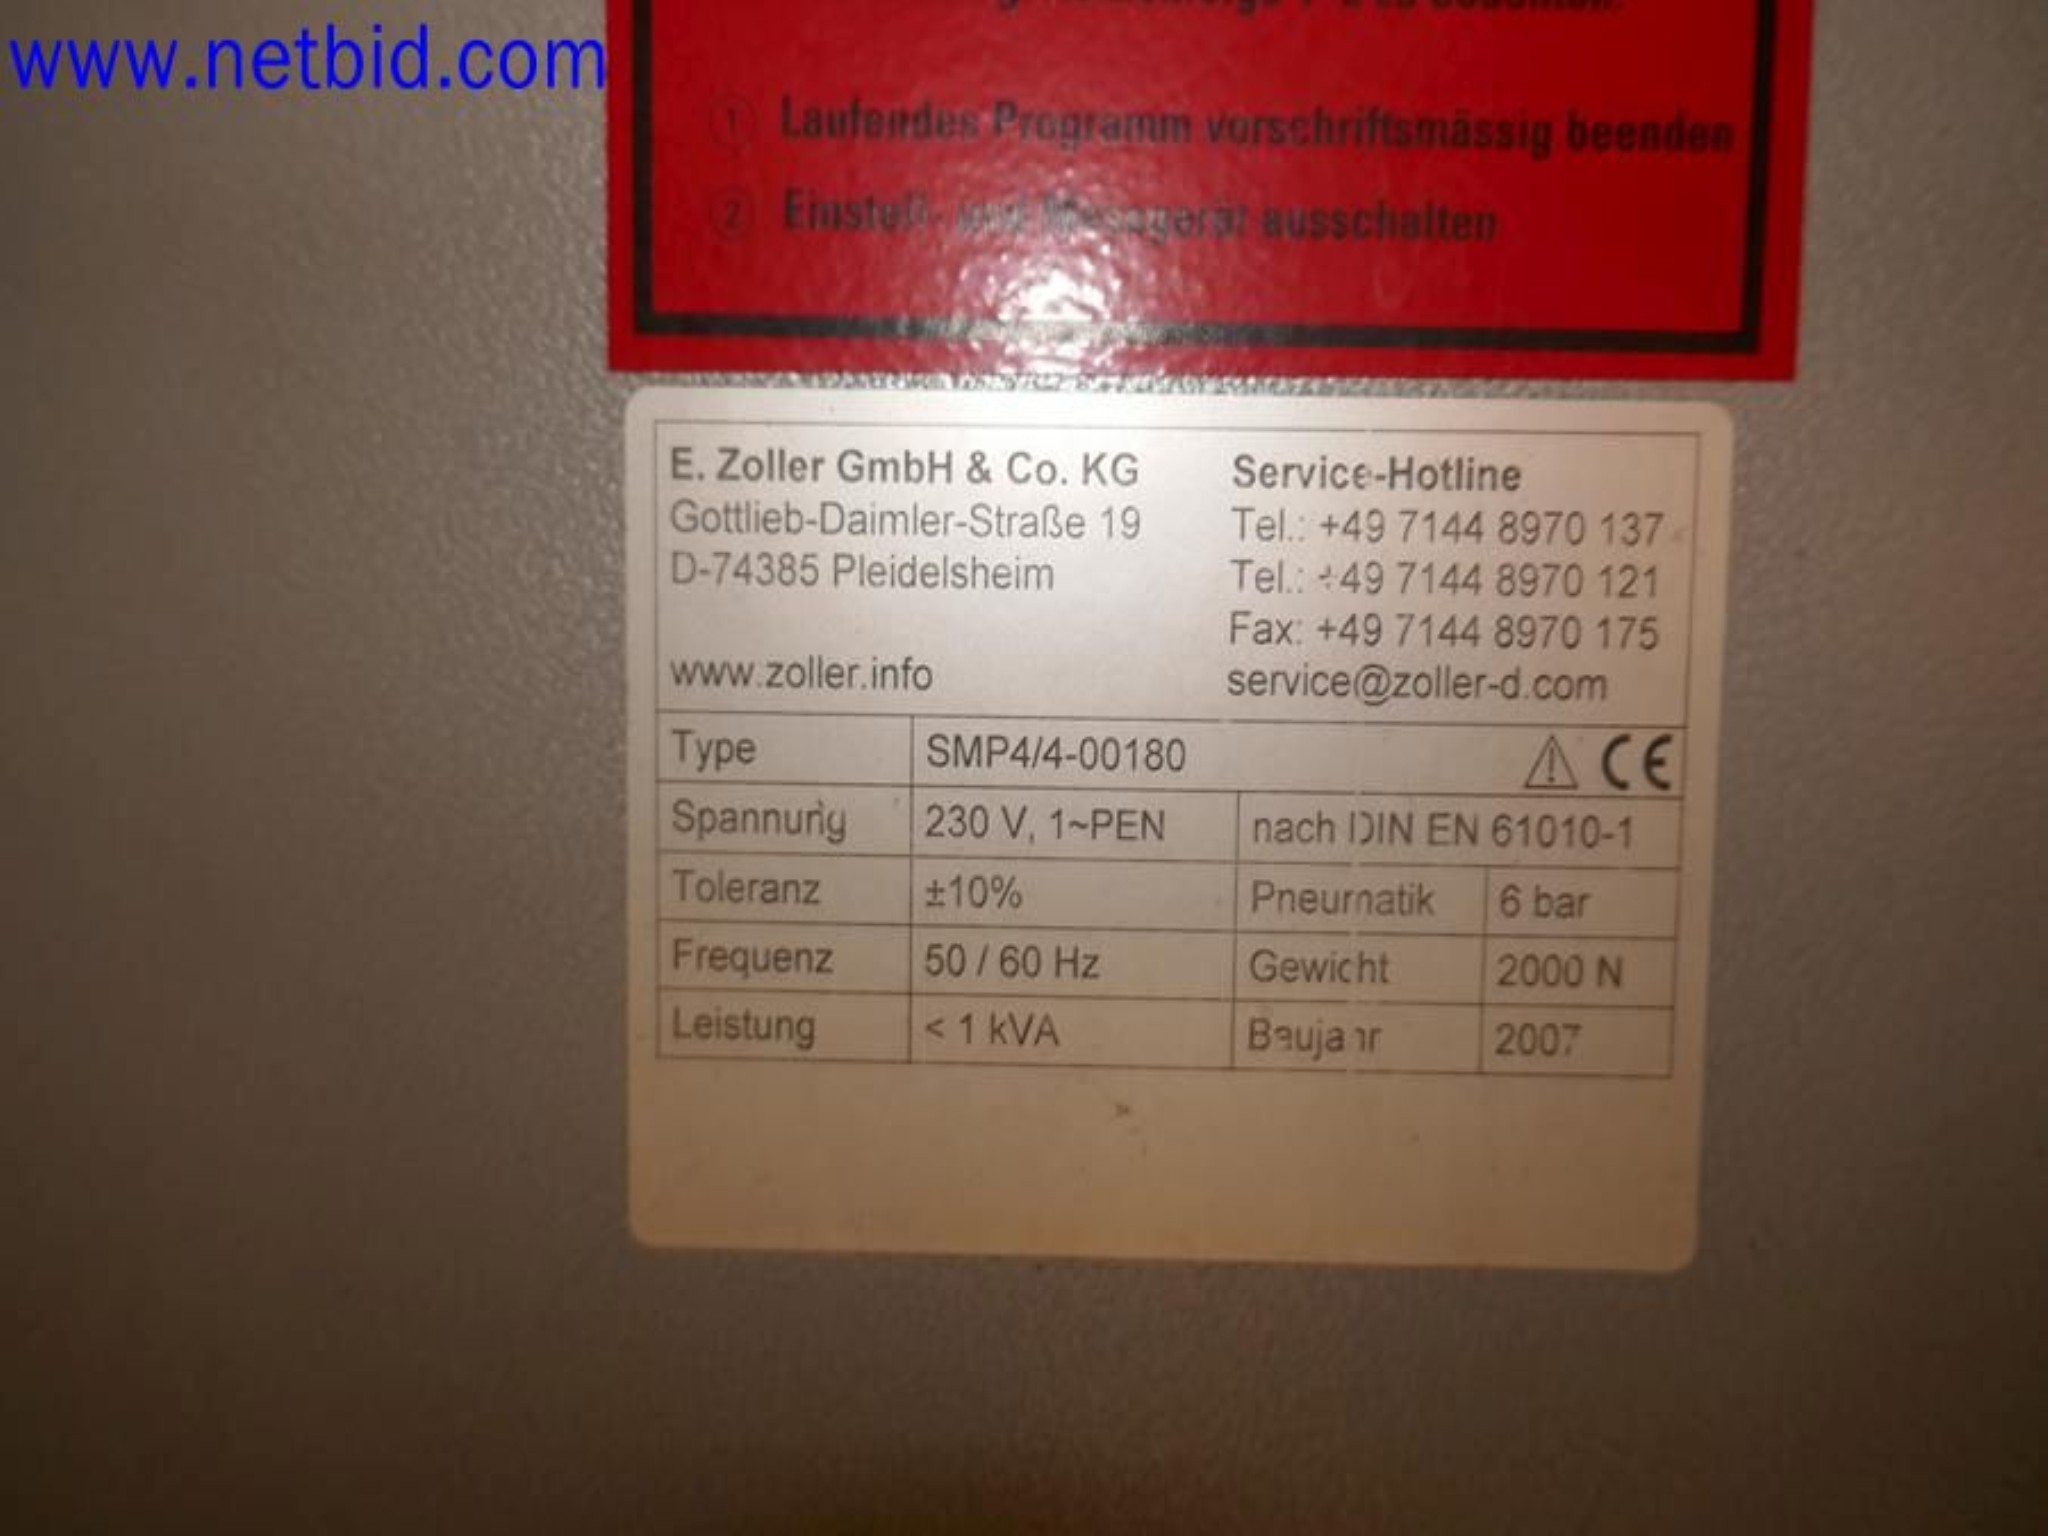 www.netbid.com
1 Laufendes Programm vorschriftsmässig beenden
2 Einstell- und Messgerät ausschalten
E. Zoller GmbH & Co. KG
Gottlieb-Daimler-Straße 19
D-74385 Pleidelsheim
www.zoller.info
Service-Hotline
Tel.: +49 7144 8970 137
Tel.: +49 7144 8970 121
Fax: +49 7144 8970 175
service@zoller-d.com
Type SMP4/4-00180 CE
Spannung 230 V, 1~PEN nach DIN EN 61010-1
Toleranz ±10% Pneumatik 6 bar
Frequenz 50 / 60 Hz Gewicht 2000 N
Leistung < 1 kVA Baujahr 2007